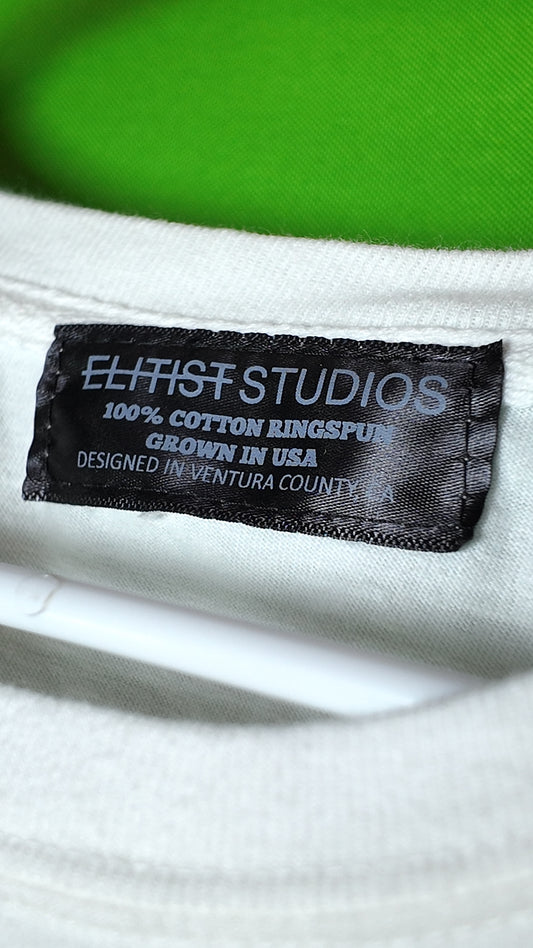 ELITIST STUDIOS
100% COTTON RINGSPUN
GROWN IN USA
DESIGNED IN VENTURA COUNTY, CA